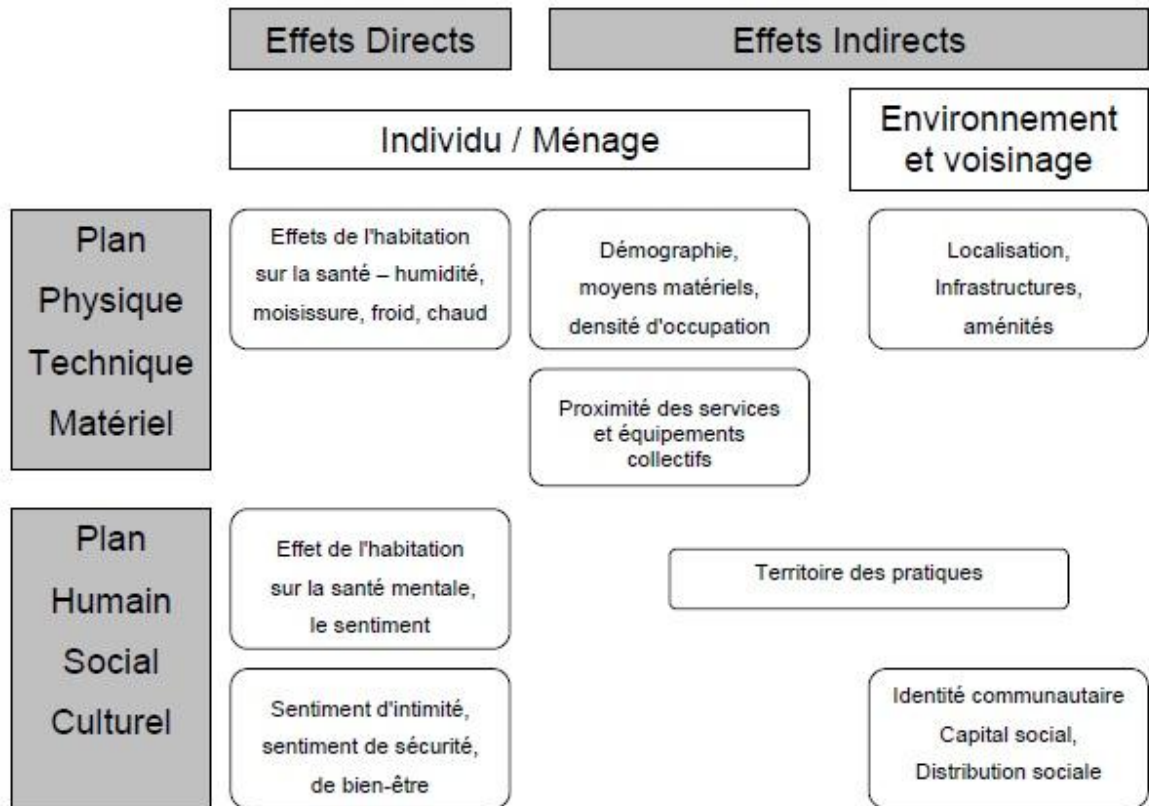 Effets Directs
Effets Indirects
Individu / Ménage
Environnement
et voisinage
Plan
Physique
Technique
Matériel
Effets de l'habitation
sur la santé – humidité,
moisissure, froid, chaud
Démographie,
moyens matériels,
densité d'occupation
Localisation,
Infrastructures,
aménités
Proximité des services
et équipements
collectifs
Plan
Humain
Social
Culturel
Effet de l'habitation
sur la santé mentale,
le sentiment
Territoire des pratiques
Sentiment d'intimité,
sentiment de sécurité,
de bien-être
Identité communautaire
Capital social,
Distribution sociale